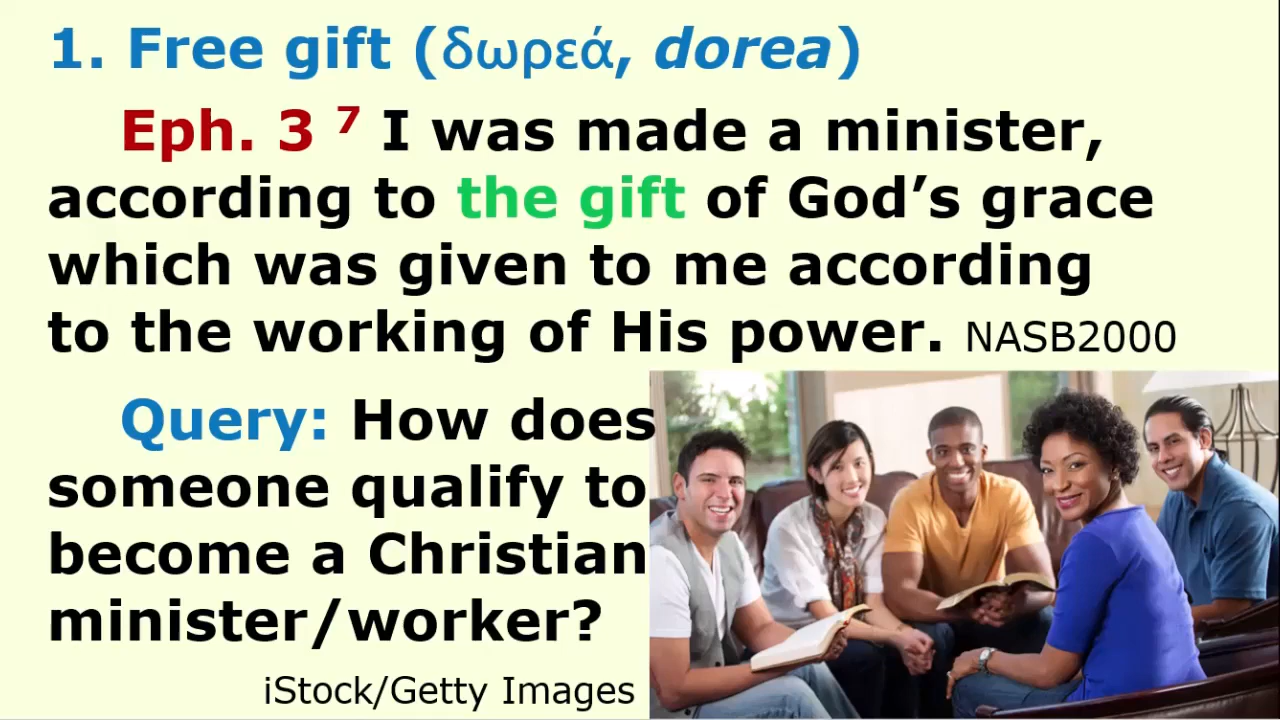 1. Free gift (δωρεά, dorea)
Eph. 3 ⁷ I was made a minister,
according to the gift of God’s grace
which was given to me according
to the working of His power. NASB2000
Query: How does
someone qualify to
become a Christian
minister/worker?
iStock/Getty Images